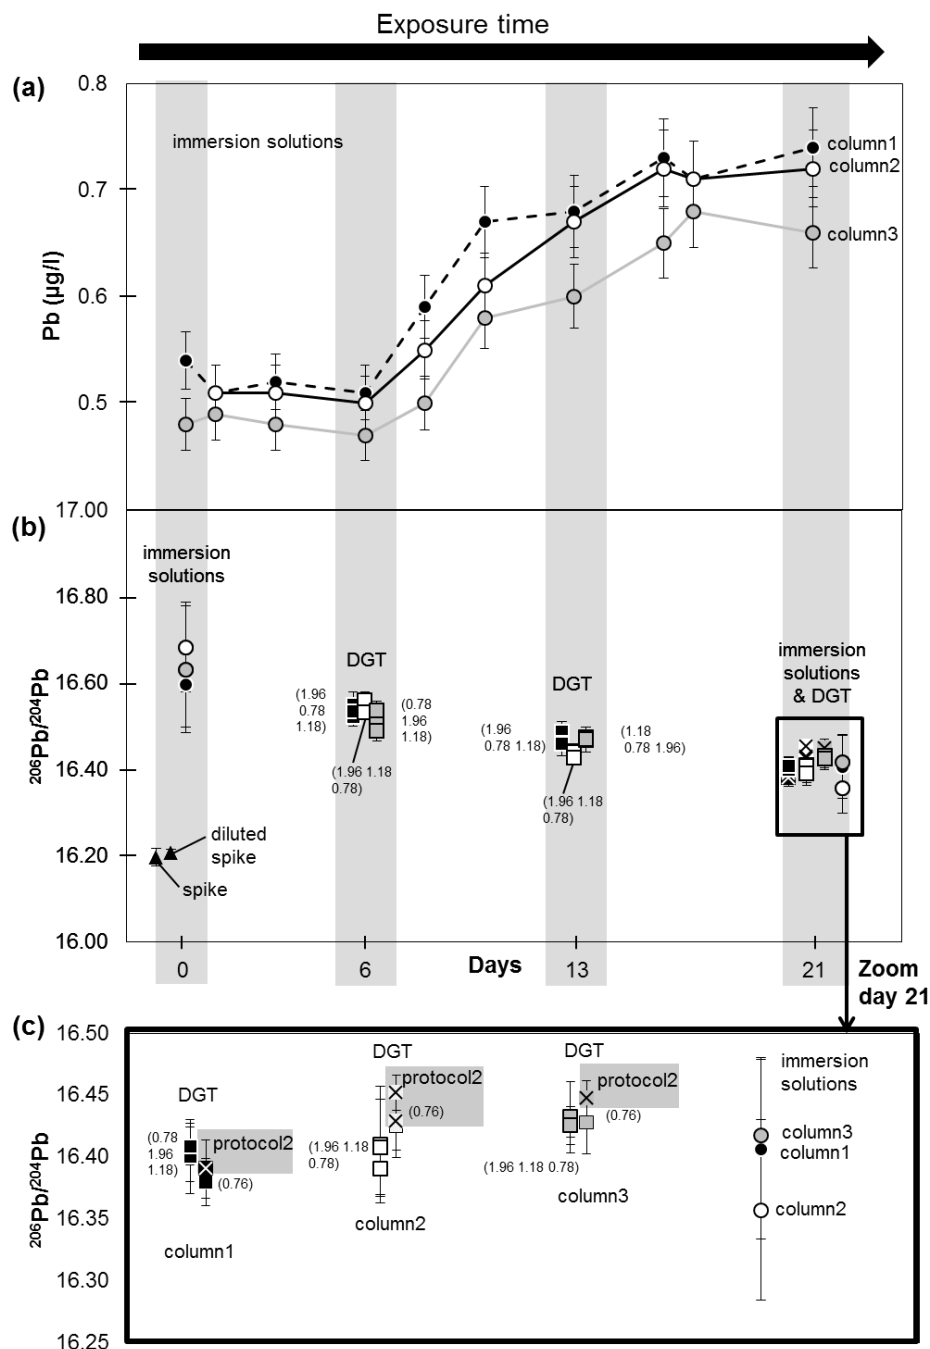 Exposure time
(a)
0.8
immersion solutions
column1
column2
0.7
column3
Pb (µg/l)
0.6
0.5
17.00
(b)
immersion
solutions
16.80
DGT
DGT
immersion
solutions
& DGT
²⁰⁶Pb/²⁰⁴Pb
16.60
(1.96
0.78
1.18)
(0.78
1.96
1.18)
(1.96
0.78 1.18)
(1.18
0.78 1.96)
(1.96 1.18
0.78)
(1.96 1.18
0.78)
16.40
diluted
spike
16.20
spike
16.00
0
6
Days
13
21
Zoom
day 21
(c)
16.50
DGT
DGT
DGT
immersion
solutions
protocol2
protocol2
16.45
(0.76)
(0.76)
column3
column1
(0.78
1.96
1.18)
protocol2
(0.76)
(1.96 1.18
0.78)
(1.96 1.18 0.78)
²⁰⁶Pb/²⁰⁴Pb
16.40
column3
column2
column2
16.35
column1
16.30
16.25